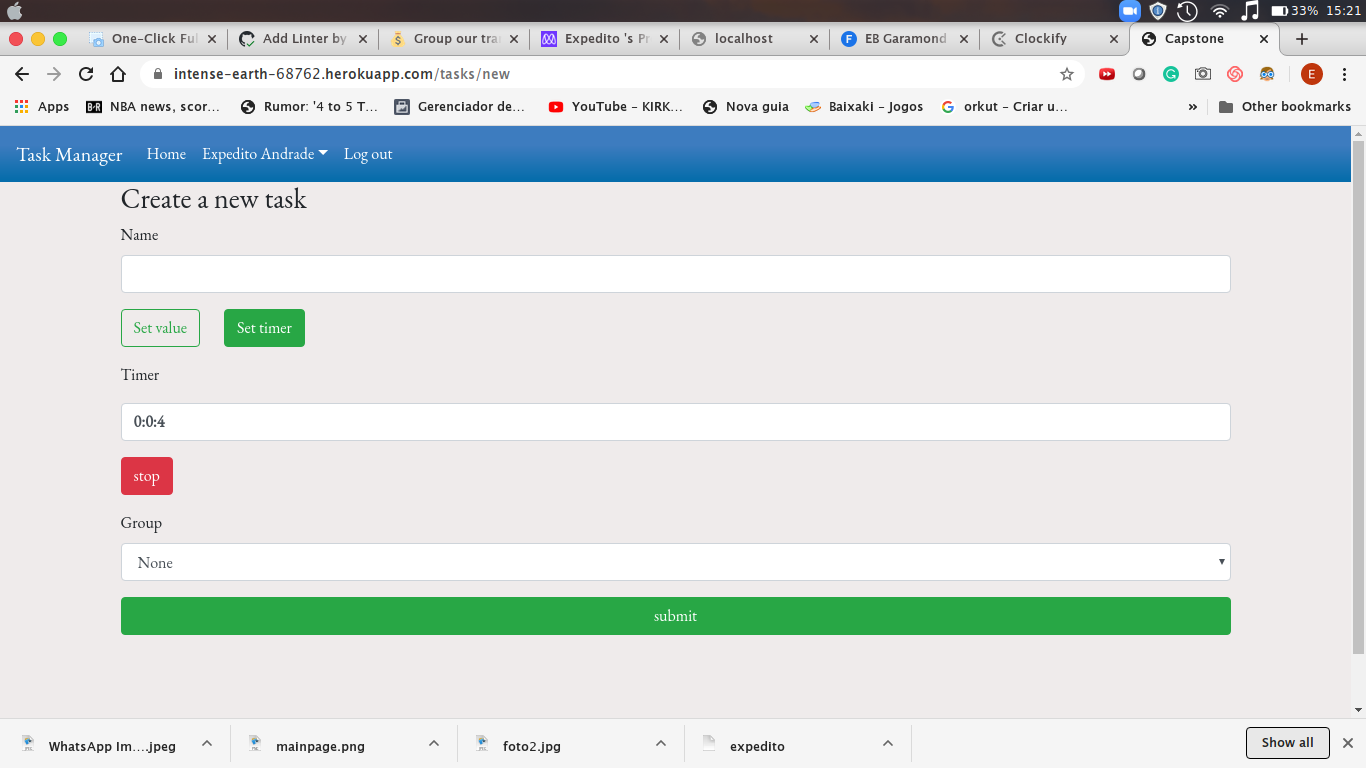 33% 15:21
One-Click Ful
Add Linter by
Group our tra
Expedito 's Pr
localhost
EB Garamond
Clockify
Capstone
intense-earth-68762.herokuapp.com/tasks/new
E
Apps
B-R NBA news, scor...
Rumor: '4 to 5 T...
Gerenciador de...
YouTube – KIRK...
Nova guia
Baixaki – Jogos
orkut – Criar u...
»
Other bookmarks
Task Manager Home Expedito Andrade Log out
Create a new task
Name
Set value Set timer
Timer
0:0:4
stop
Group
None
submit
WhatsApp Im....jpeg
mainpage.png
foto2.jpg
expedito
Show all